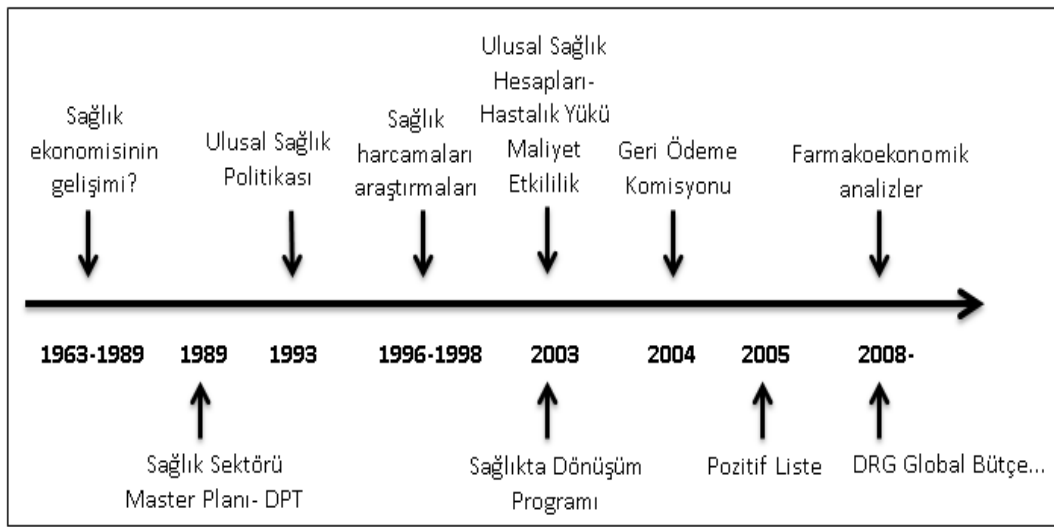 Sağlık
ekonomisinin
gelişimi?
Ulusal Sağlık
Politikası
Sağlık
harcamaları
araştırmaları
Ulusal Sağlık
Hesapları-
Hastalık Yükü
Maliyet
Etkililik
Geri Ödeme
Komisyonu
Farmakoekonomik
analizler
1963-1989
1989
1993
1996-1998
2003
2004
2005
2008-
Sağlık Sektörü
Master Planı- DPT
Sağlıkta Dönüşüm
Programı
Pozitif Liste
DRG Global Bütçe...